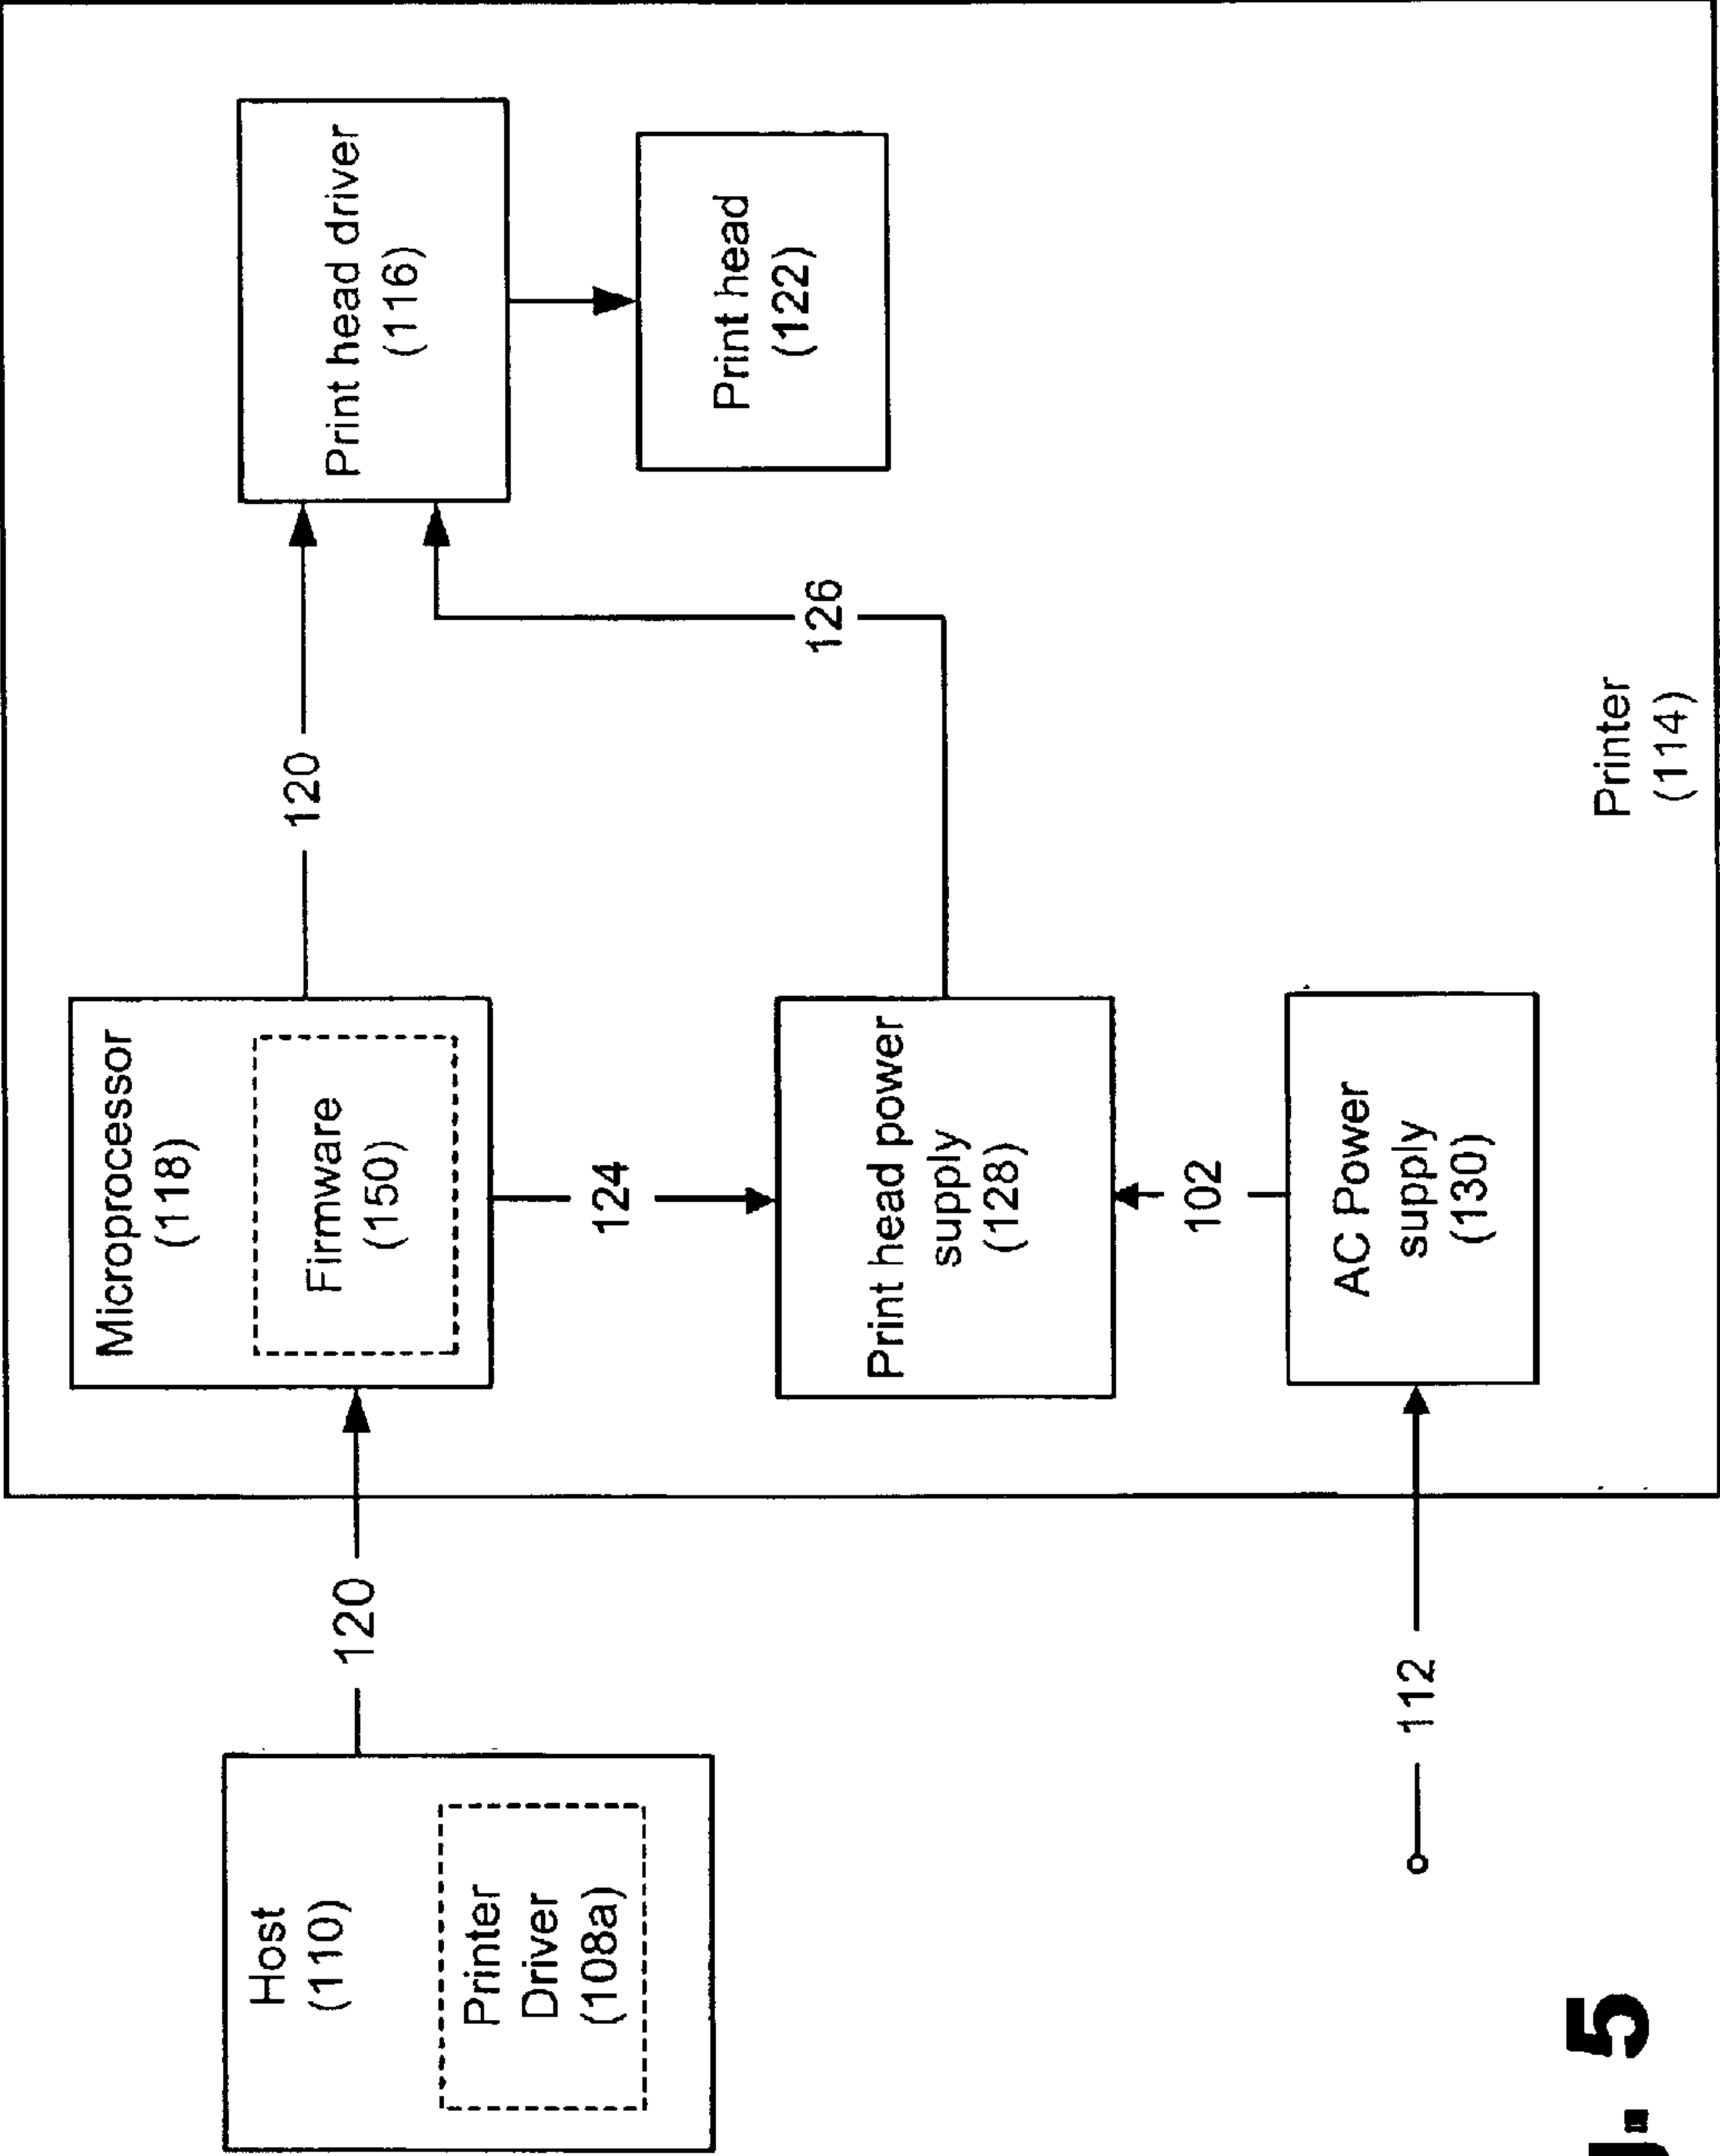 Host
(110)
Printer
Driver
(108a)
120
Microprocessor
(118)
Firmware
(150)
120
Print head driver
(116)
Print head
(122)
124
126
Print head power
supply
(128)
102
AC Power
supply
(130)
112
Printer
(114)
5